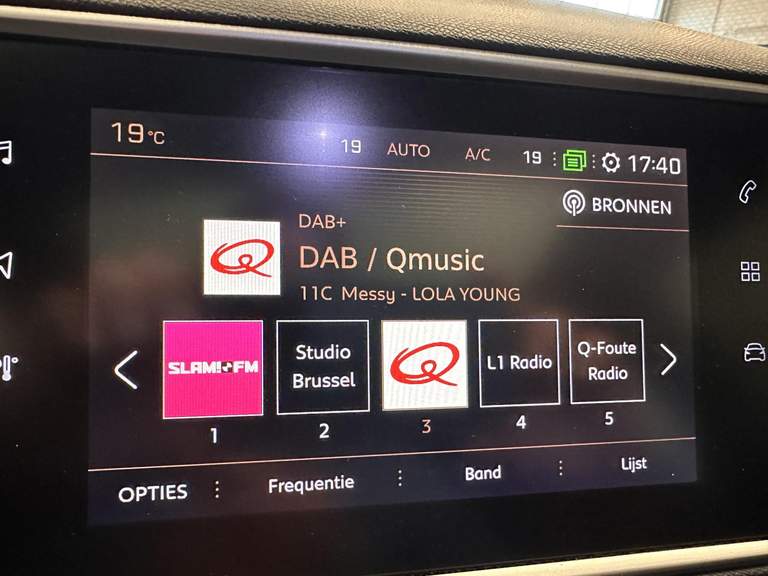 19°C
19 AUTO A/C 19 17:40
BRONNEN
DAB+
DAB / Qmusic
11C Messy - LOLA YOUNG
SLAM! FM
Studio
Brussel
L1 Radio
Q-Foute
Radio
1 2 3 4 5
OPTIES Frequentie Band Lijst